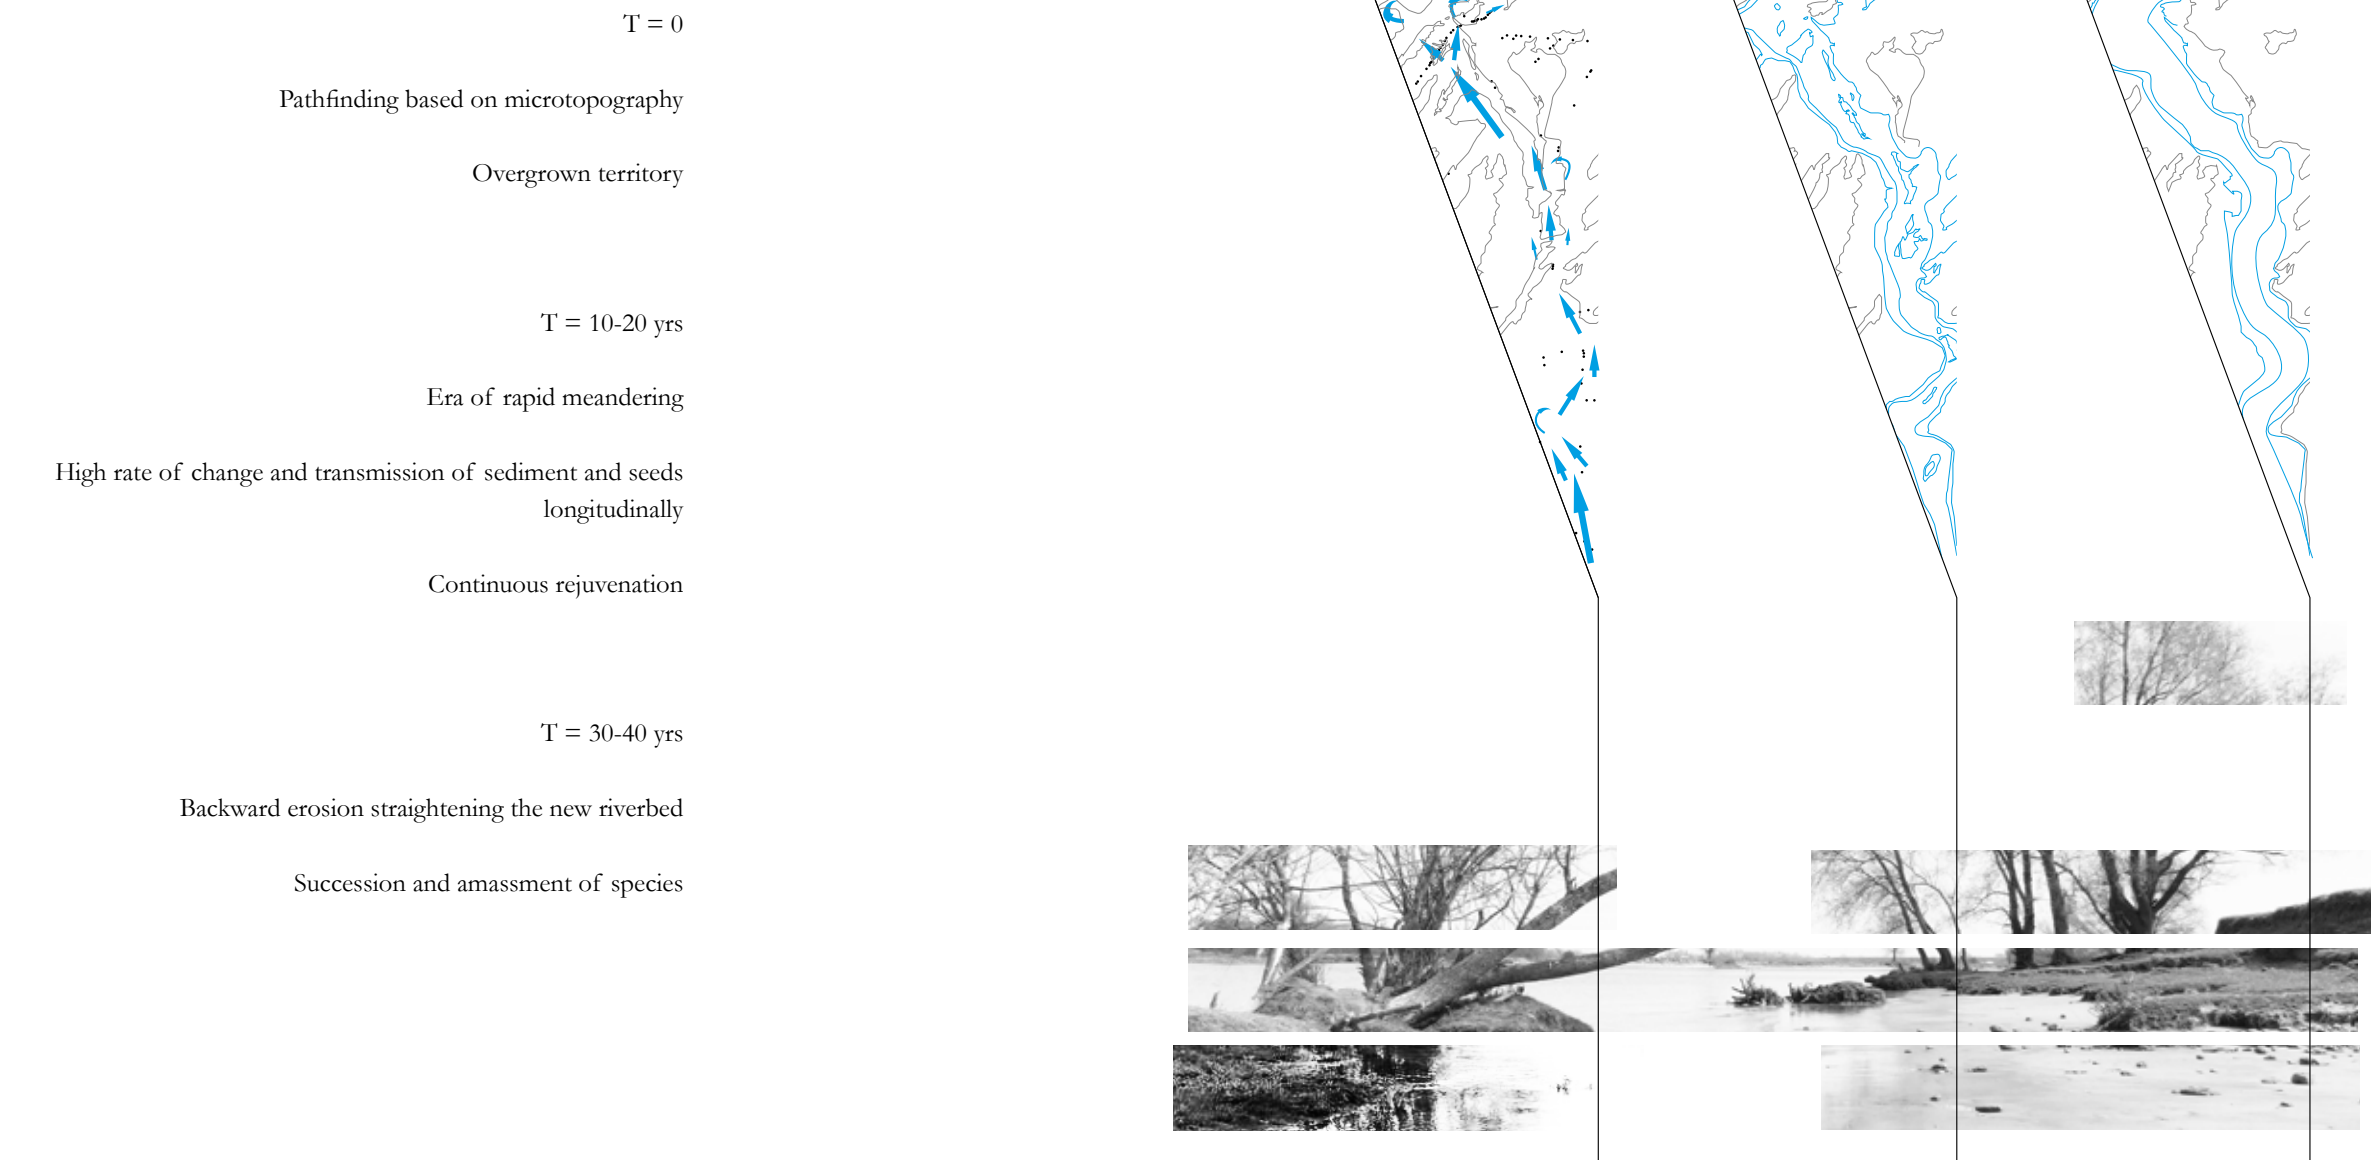 T = 0
Pathfinding based on microtopography
Overgrown territory
T = 10-20 yrs
Era of rapid meandering
High rate of change and transmission of sediment and seeds
longitudinally
Continuous rejuvenation
T = 30-40 yrs
Backward erosion straightening the new riverbed
Succession and amassment of species